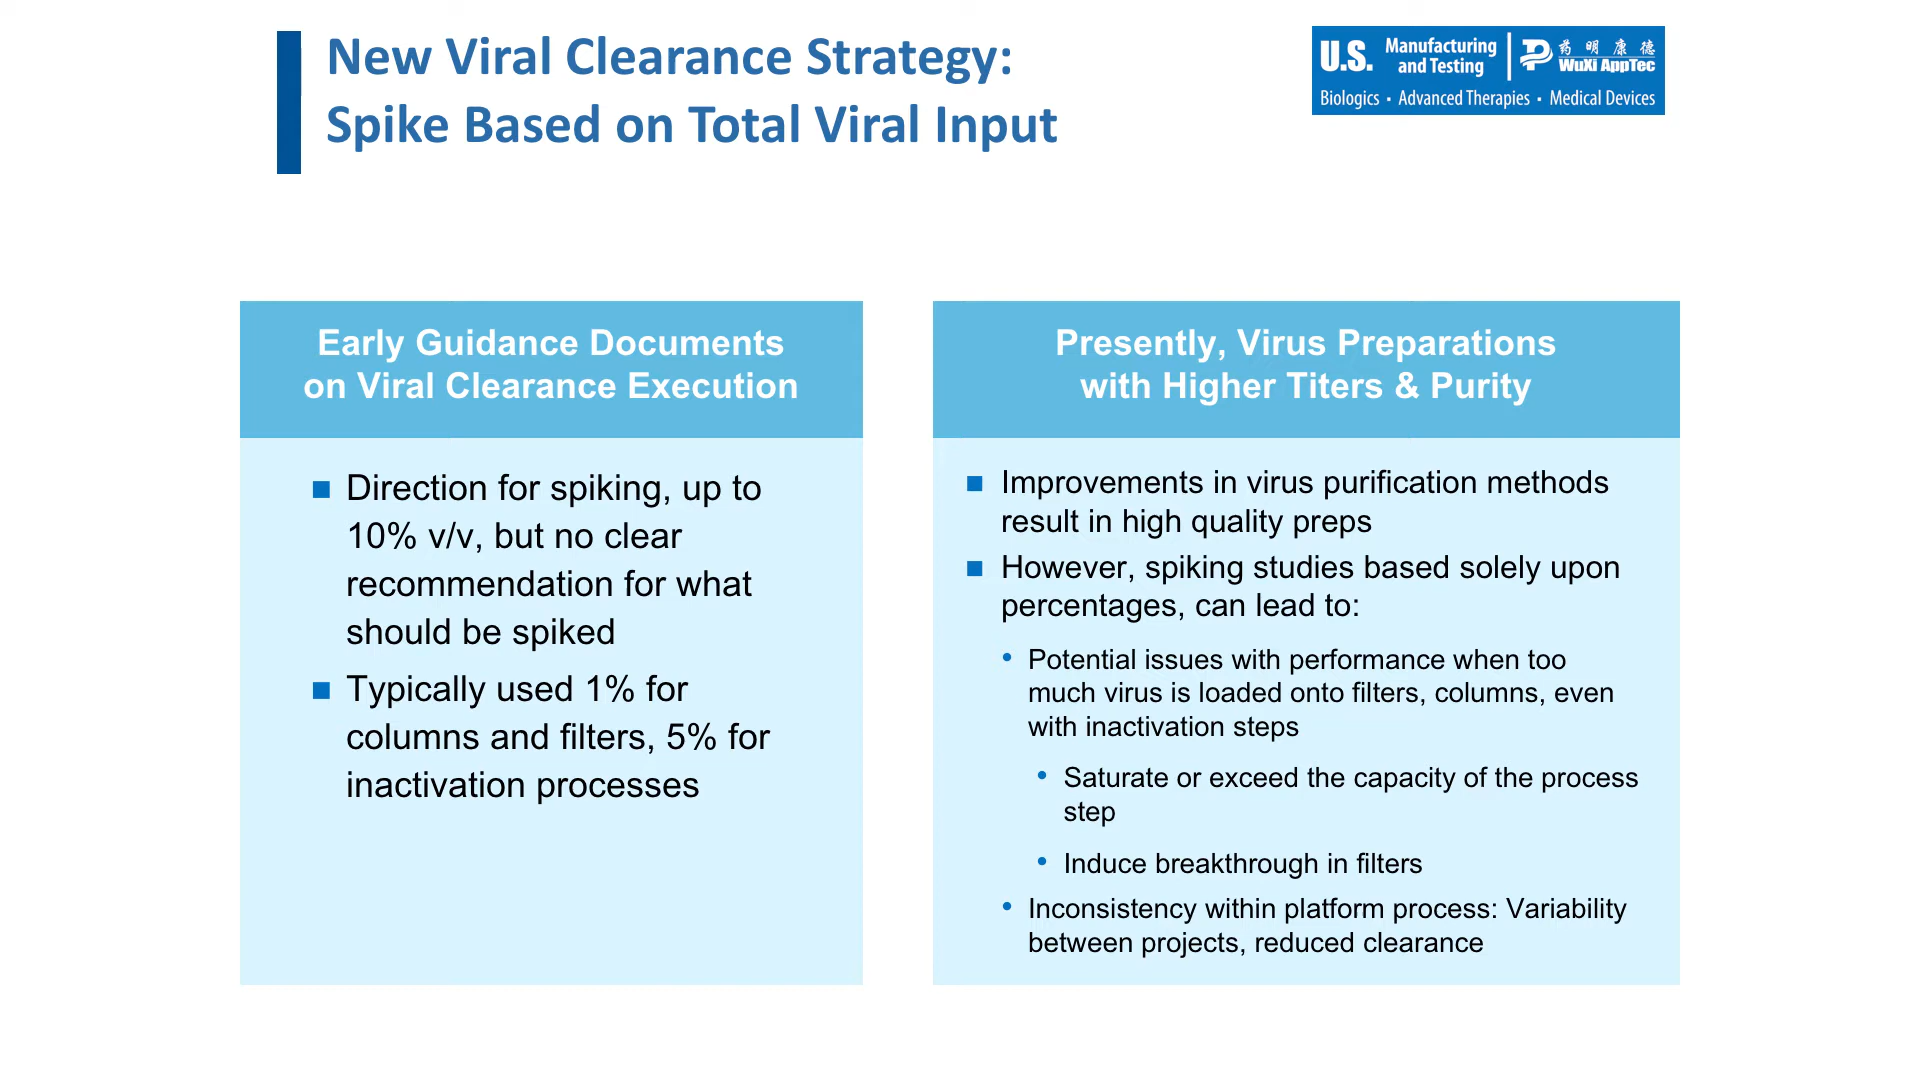 New Viral Clearance Strategy:
Spike Based on Total Viral Input
U.S. Manufacturing and Testing
药明康德
WuXi AppTec
Biologics ▪ Advanced Therapies ▪ Medical Devices
Early Guidance Documents
on Viral Clearance Execution
■ Direction for spiking, up to
10% v/v, but no clear
recommendation for what
should be spiked
■ Typically used 1% for
columns and filters, 5% for
inactivation processes
Presently, Virus Preparations
with Higher Titers & Purity
■ Improvements in virus purification methods
result in high quality preps
■ However, spiking studies based solely upon
percentages, can lead to:
• Potential issues with performance when too
much virus is loaded onto filters, columns, even
with inactivation steps
• Saturate or exceed the capacity of the process
step
• Induce breakthrough in filters
• Inconsistency within platform process: Variability
between projects, reduced clearance